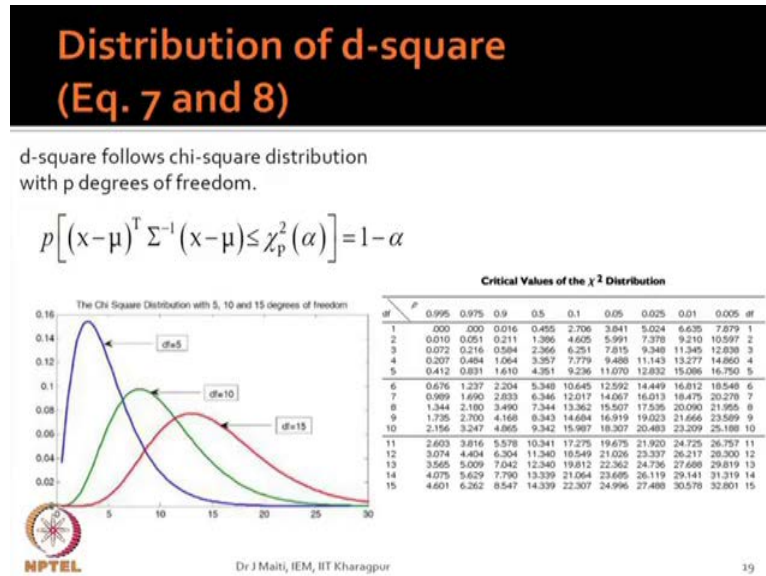 Distribution of d-square
(Eq. 7 and 8)
d-square follows chi-square distribution
with p degrees of freedom.
p[(x-μ)ᵀ Σ⁻¹ (x-μ) ≤ χ²ₚ(α)] = 1-α
The Chi Square Distribution with 5, 10 and 15 degrees of freedom
0.16
0.14
0.12
0.1
0.08
0.06
0.04
0.02
df=5
df=10
df=15
5 10 15 20 25 30
Critical Values of the χ² Distribution
p
df 0.995 0.975 0.9 0.5 0.1 0.05 0.025 0.01 0.005 df
1 .000 .000 0.016 0.455 2.706 3.841 5.024 6.635 7.879 1
2 0.010 0.051 0.211 1.386 4.605 5.991 7.378 9.210 10.597 2
3 0.072 0.216 0.584 2.366 6.251 7.815 9.348 11.345 12.838 3
4 0.207 0.484 1.064 3.357 7.779 9.488 11.143 13.277 14.860 4
5 0.412 0.831 1.610 4.351 9.236 11.070 12.832 15.086 16.750 5
6 0.676 1.237 2.204 5.348 10.645 12.592 14.449 16.812 18.548 6
7 0.989 1.690 2.833 6.346 12.017 14.067 16.013 18.475 20.278 7
8 1.344 2.180 3.490 7.344 13.362 15.507 17.535 20.090 21.955 8
9 1.735 2.700 4.168 8.343 14.684 16.919 19.023 21.666 23.589 9
10 2.156 3.247 4.865 9.342 15.987 18.307 20.483 23.209 25.188 10
11 2.603 3.816 5.578 10.341 17.275 19.675 21.920 24.725 26.757 11
12 3.074 4.404 6.304 11.340 18.549 21.026 23.337 26.217 28.300 12
13 3.565 5.009 7.042 12.340 19.812 22.362 24.736 27.688 29.819 13
14 4.075 5.629 7.790 13.339 21.064 23.685 26.119 29.141 31.319 14
15 4.601 6.262 8.547 14.339 22.307 24.996 27.488 30.578 32.801 15
NPTEL
Dr J Maiti, IEM, IIT Kharagpur
19